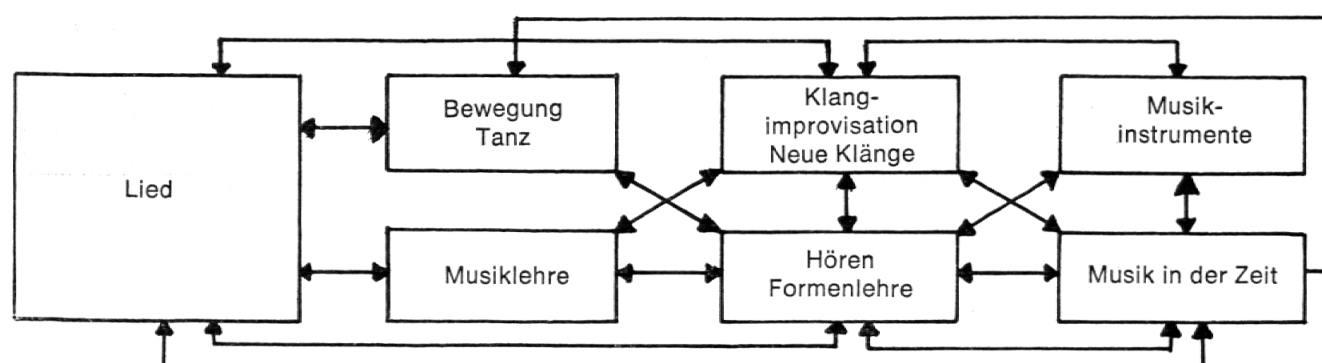 Lied
Bewegung
Tanz
Klang-
improvisation
Neue Klänge
Musik-
instrumente
Musiklehre
Hören
Formenlehre
Musik in der Zeit